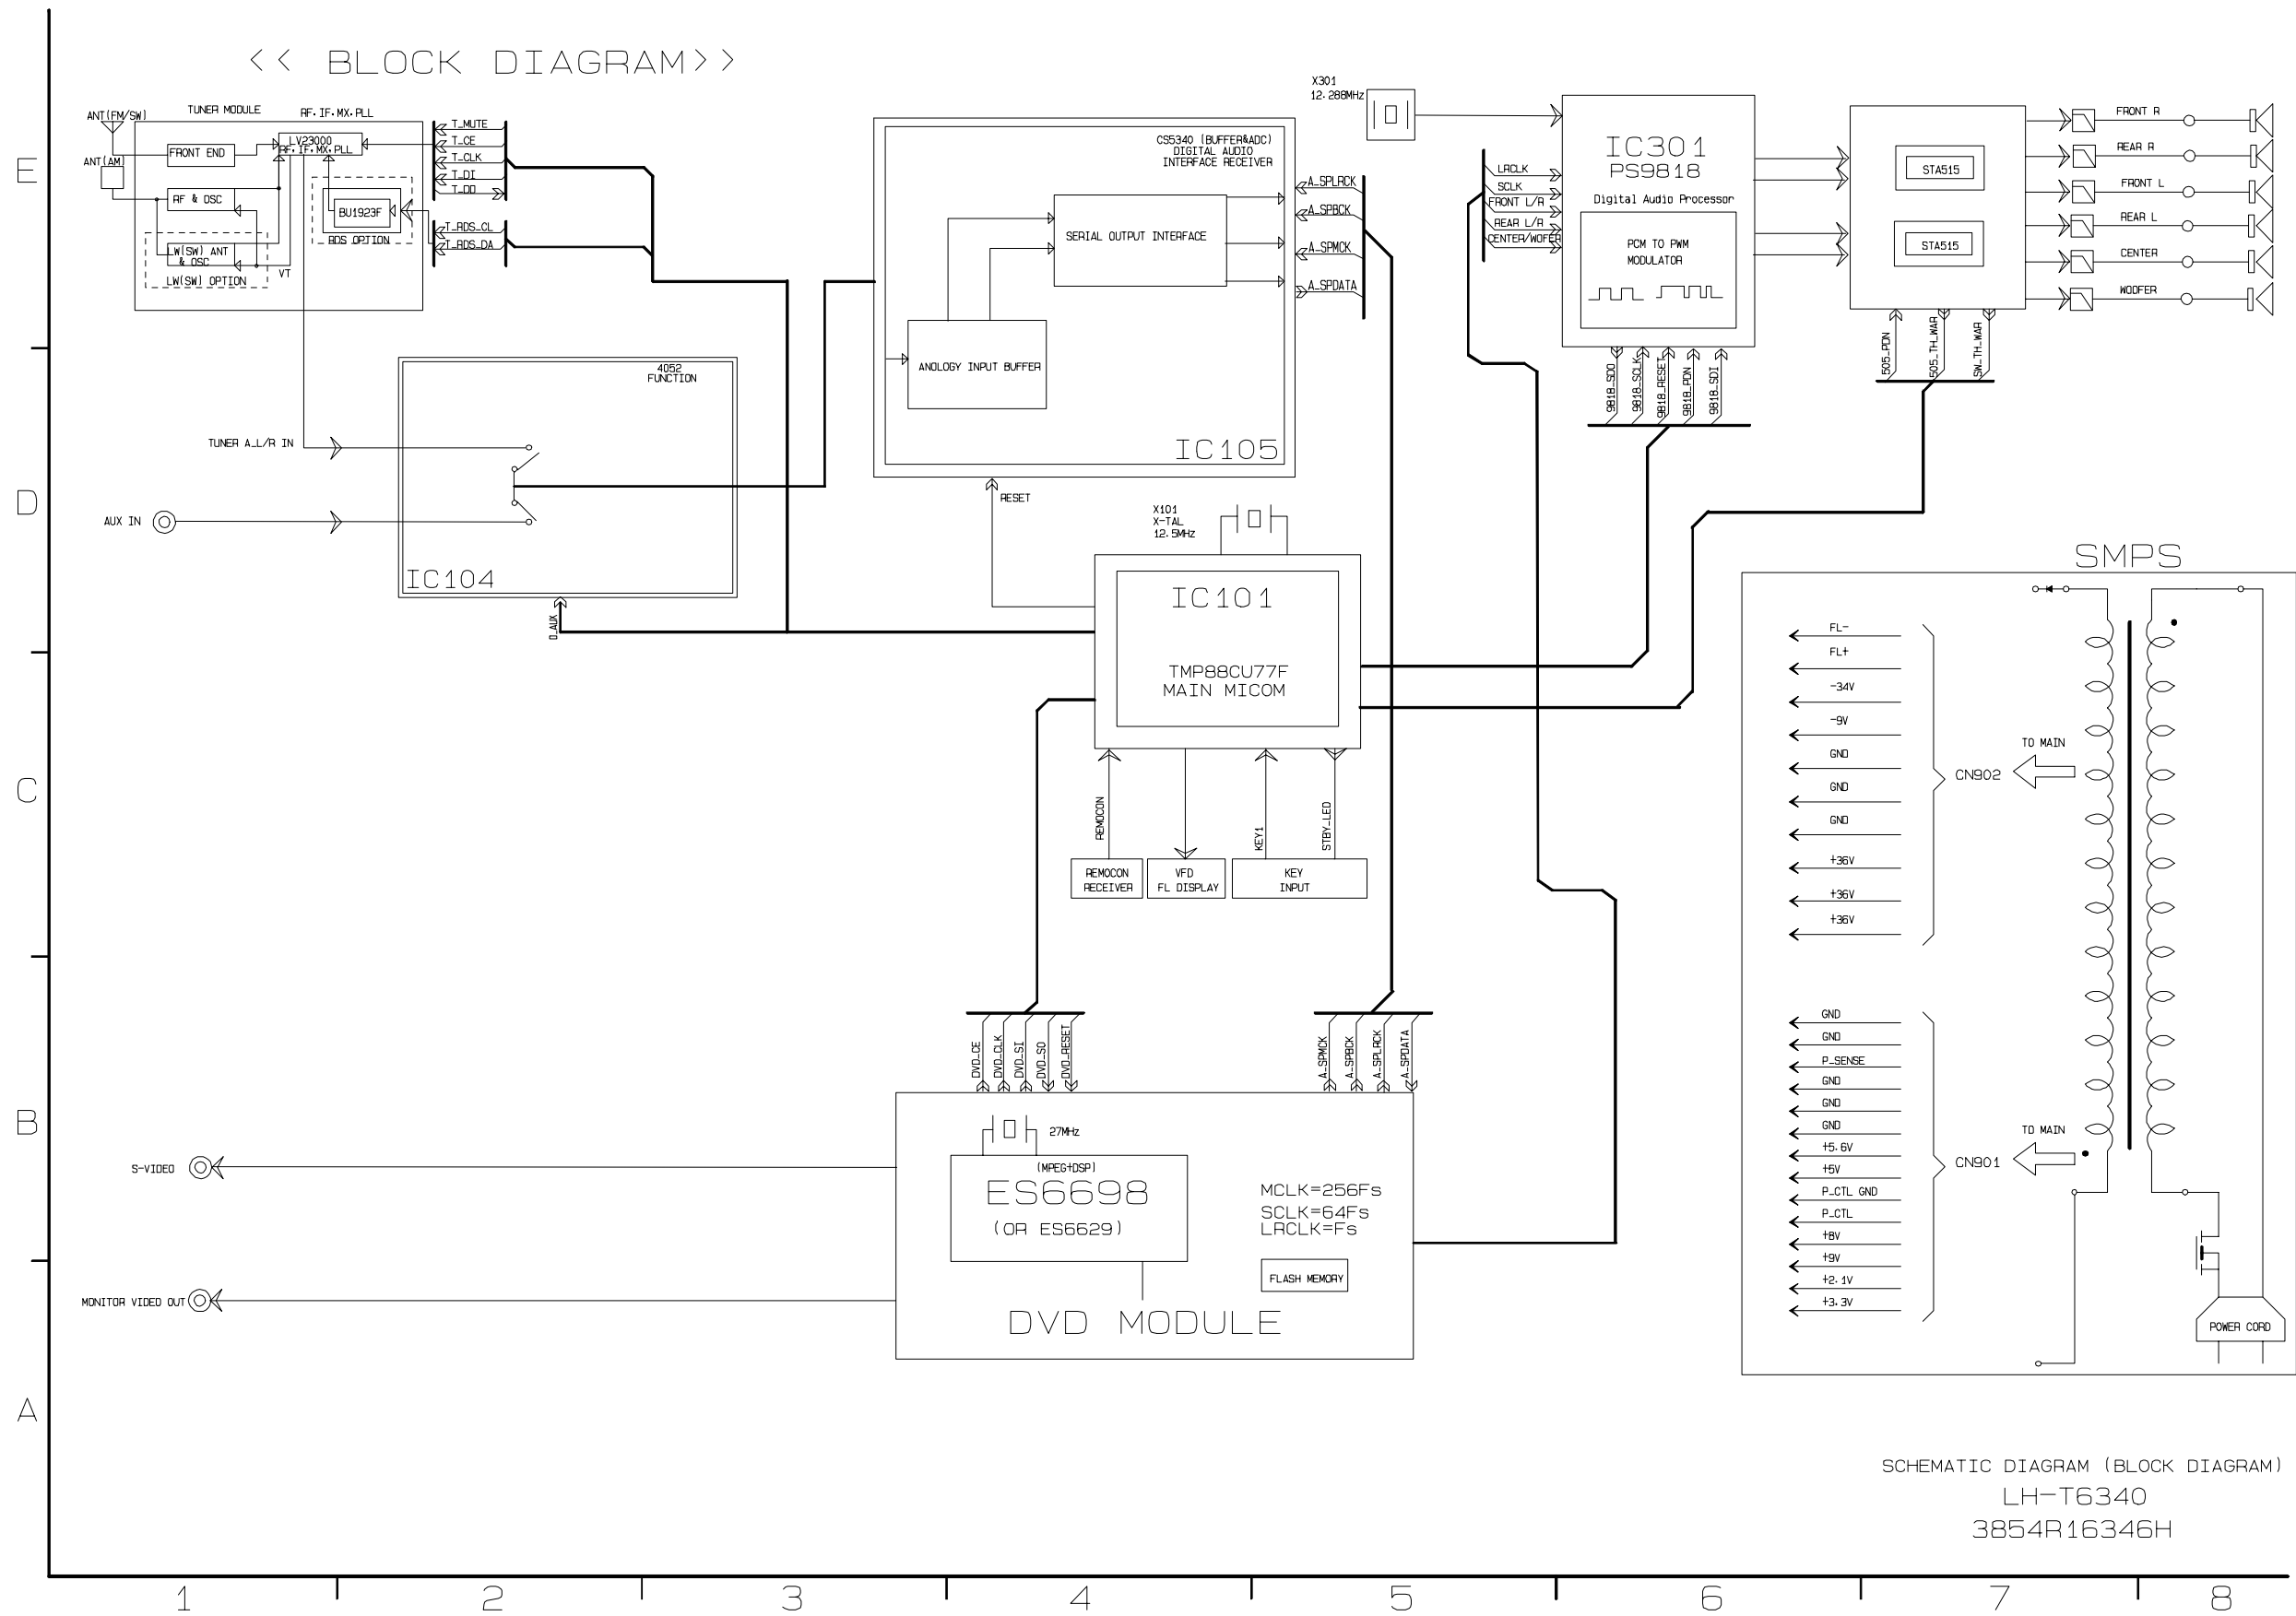 << BLOCK DIAGRAM>>
ANT(FM/SW)
TUNER MODULE
RF.IF.MX.PLL
LV23000
RF.IF.MX.PLL
FRONT END
ANT(AM)
RF & OSC
BU1923F
RDS OPTION
LW(SW) ANT
& OSC
LW(SW) OPTION
VT
T_MUTE
T_CE
T_CLK
T_DI
T_DO
T_RDS_CL
T_RDS_DA
4052
FUNCTION
TUNER A_L/R IN
AUX IN
IC104
CS5340 (BUFFER&ADC)
DIGITAL AUDIO
INTERFACE RECEIVER
SERIAL OUTPUT INTERFACE
ANOLOGY INPUT BUFFER
IC105
A_SPLRCK
A_SPBCK
A_SPMCK
A_SPDATA
RESET
X301
12.288MHz
LRCLK
SCLK
FRONT L/R
REAR L/R
CENTER/WOFER
IC301
PS9818
Digital Audio Processor
PCM TO PWM
MODULATOR
9818_SDO
9818_SCLK
9818_RESET
9818_PDN
9818_SDI
STA515
STA515
505_PDN
505_TH_WAR
SW_TH_WAR
FRONT R
REAR R
FRONT L
REAR L
CENTER
WOOFER
X101
X-TAL
12.5MHz
IC101
TMP88CU77F
MAIN MICOM
REMOCON
KEY1
STBY_LED
REMOCON
RECEIVER
VFD
FL DISPLAY
KEY
INPUT
DVD_CE
DVD_CLK
DVD_SI
DVD_SO
DVD_RESET
A_SPMCK
A_SPBCK
A_SPLRCK
A_SPDATA
27MHz
(MPEG+DSP)
ES6698
(OR ES6629)
MCLK=256Fs
SCLK=64Fs
LRCLK=Fs
FLASH MEMORY
DVD MODULE
S-VIDEO
MONITOR VIDEO OUT
SMPS
FL-
FL+
-34V
-9V
GND
GND
GND
+36V
+36V
+36V
CN902
TO MAIN
GND
GND
P_SENSE
GND
GND
GND
+5.6V
+5V
P_CTL GND
P_CTL
+8V
+9V
+2.1V
+3.3V
CN901
TO MAIN
POWER CORD
SCHEMATIC DIAGRAM (BLOCK DIAGRAM)
LH-T6340
3854R16346H
E
D
C
B
A
1
2
3
4
5
6
7
8